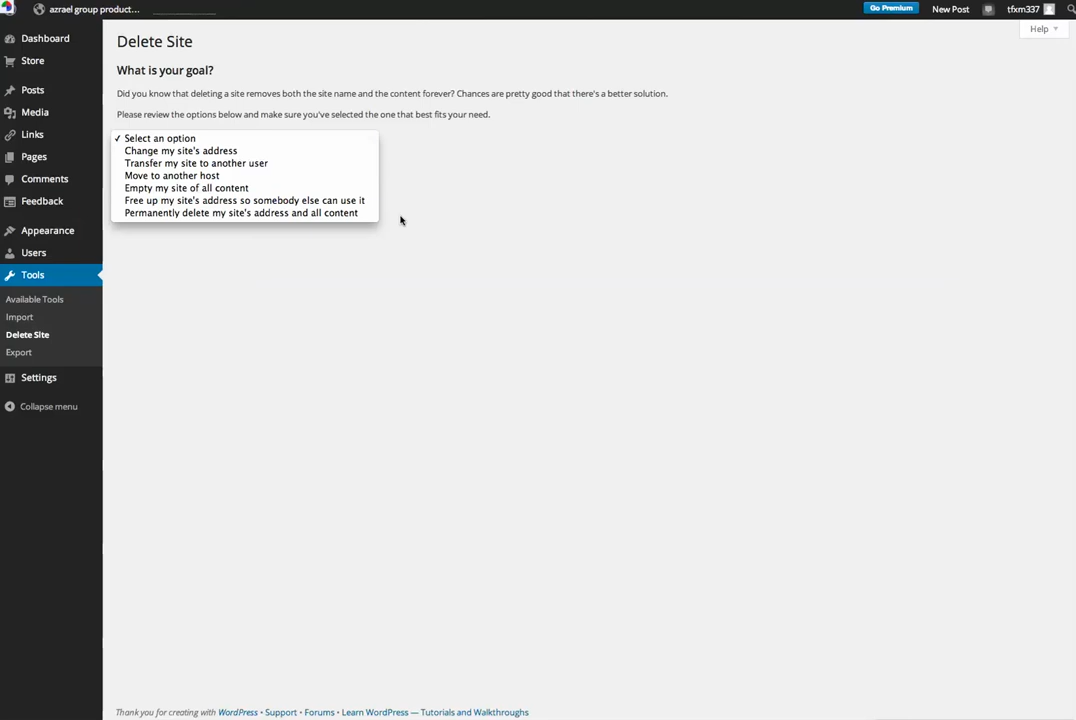 azrael group product...
Go Premium
New Post
tfxm337
Help
Dashboard
Store
Posts
Media
Links
Pages
Comments
Feedback
Appearance
Users
Tools
Available Tools
Import
Delete Site
Export
Settings
Collapse menu
Delete Site
What is your goal?
Did you know that deleting a site removes both the site name and the content forever? Chances are pretty good that there's a better solution.
Please review the options below and make sure you've selected the one that best fits your need.
✓ Select an option
Change my site's address
Transfer my site to another user
Move to another host
Empty my site of all content
Free up my site's address so somebody else can use it
Permanently delete my site's address and all content
Thank you for creating with WordPress • Support • Forums • Learn WordPress — Tutorials and Walkthroughs